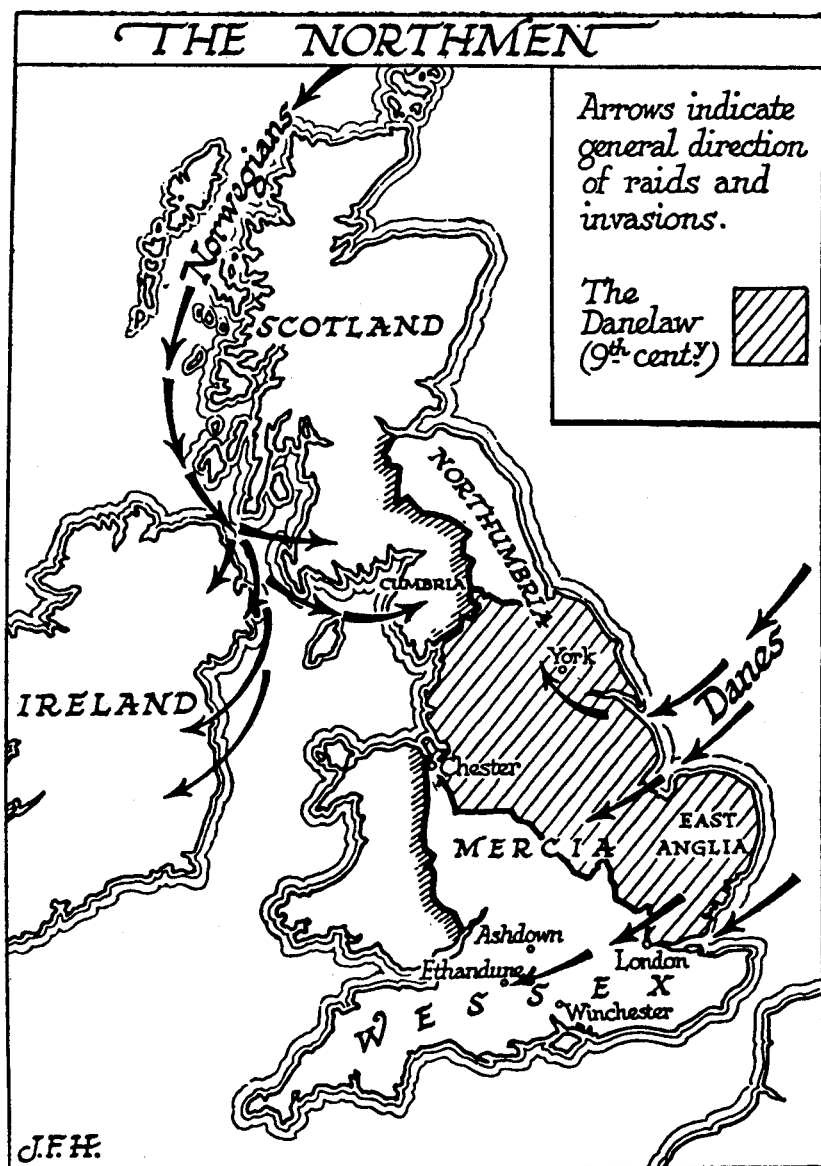 THE NORTHMEN
Arrows indicate
general direction
of raids and
invasions.
The
Danelaw
(9th centy)
Norwegians
SCOTLAND
NORTHUMBRIA
CUMBRIA
York
Danes
IRELAND
Chester
MERCIA
EAST
ANGLIA
Ashdown
London
Ethandune
WESSEX
Winchester
J.F.H.